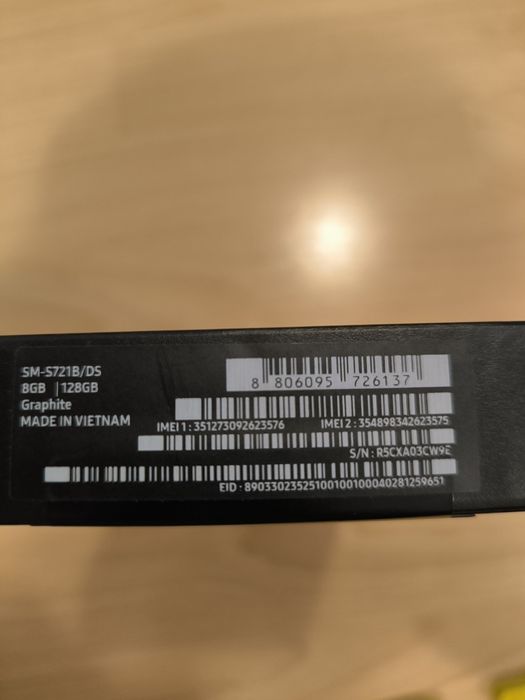 SM-S721B/DS
8GB | 128GB
Graphite
MADE IN VIETNAM
8 806095 726137
IMEI 1 : 351273092623576 IMEI 2 : 354898342623575
S/N : R5CXA03CW9E
EID : 89033023525100100100040281259651